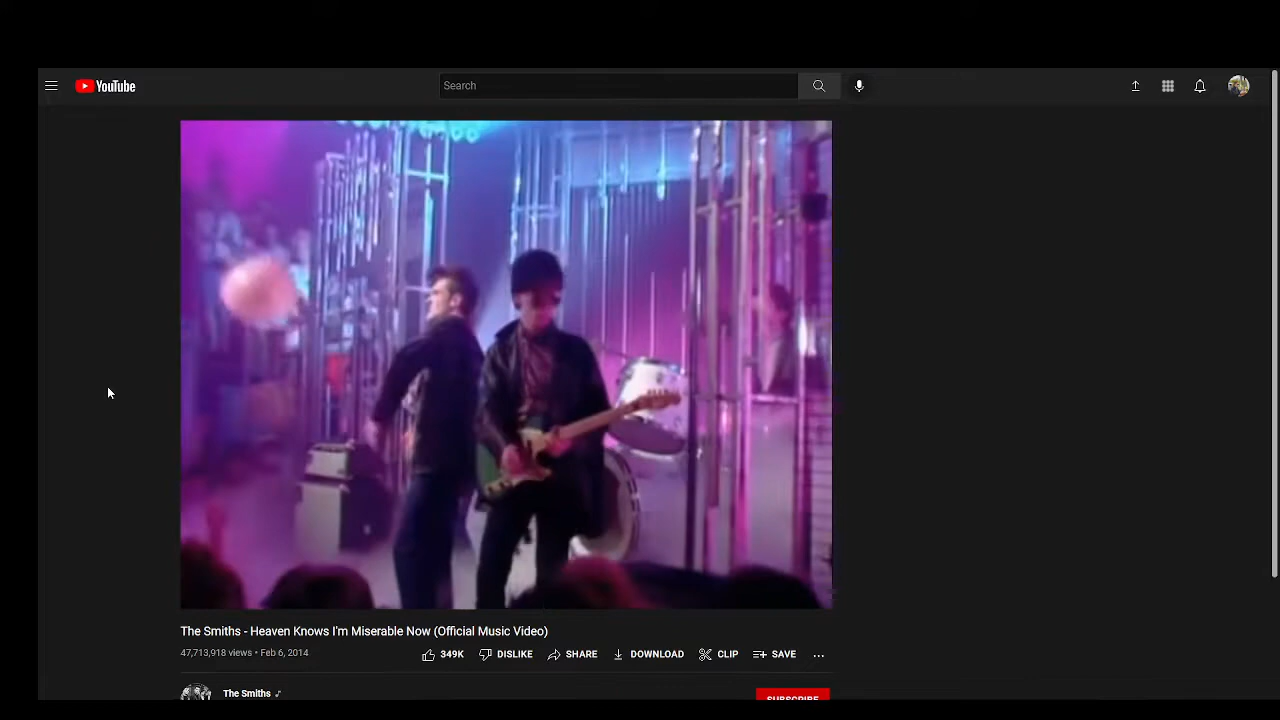 YouTube
Search
The Smiths - Heaven Knows I'm Miserable Now (Official Music Video)
47,713,918 views • Feb 6, 2014
349K DISLIKE SHARE DOWNLOAD CLIP SAVE ...
The Smiths
SUBSCRIBE